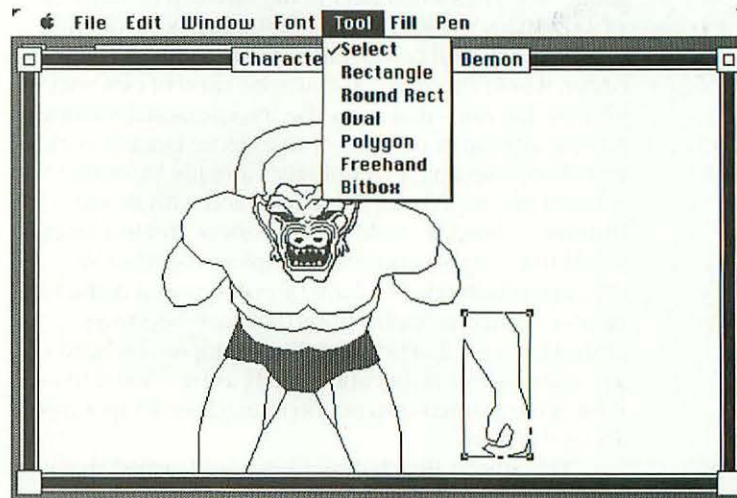 File Edit Window Font Tool Fill Pen
Characte
Demon
✓Select
Rectangle
Round Rect
Oval
Polygon
Freehand
Bitbox